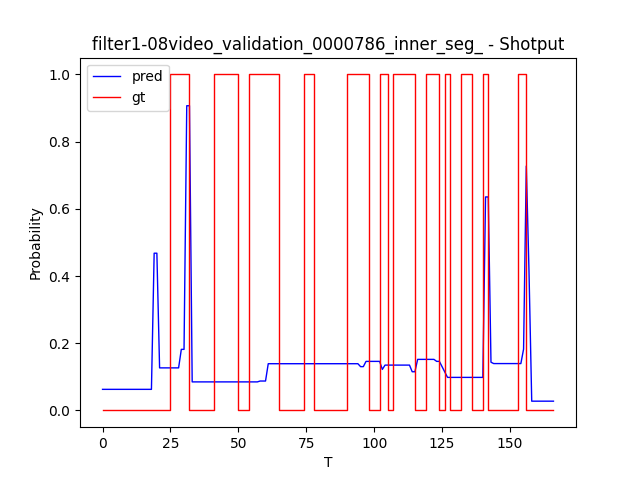 filter1-08video_validation_0000786_inner_seg_ - Shotput
pred
gt
1.0
0.8
0.6
0.4
0.2
0.0
Probability
0 25 50 75 100 125 150
T